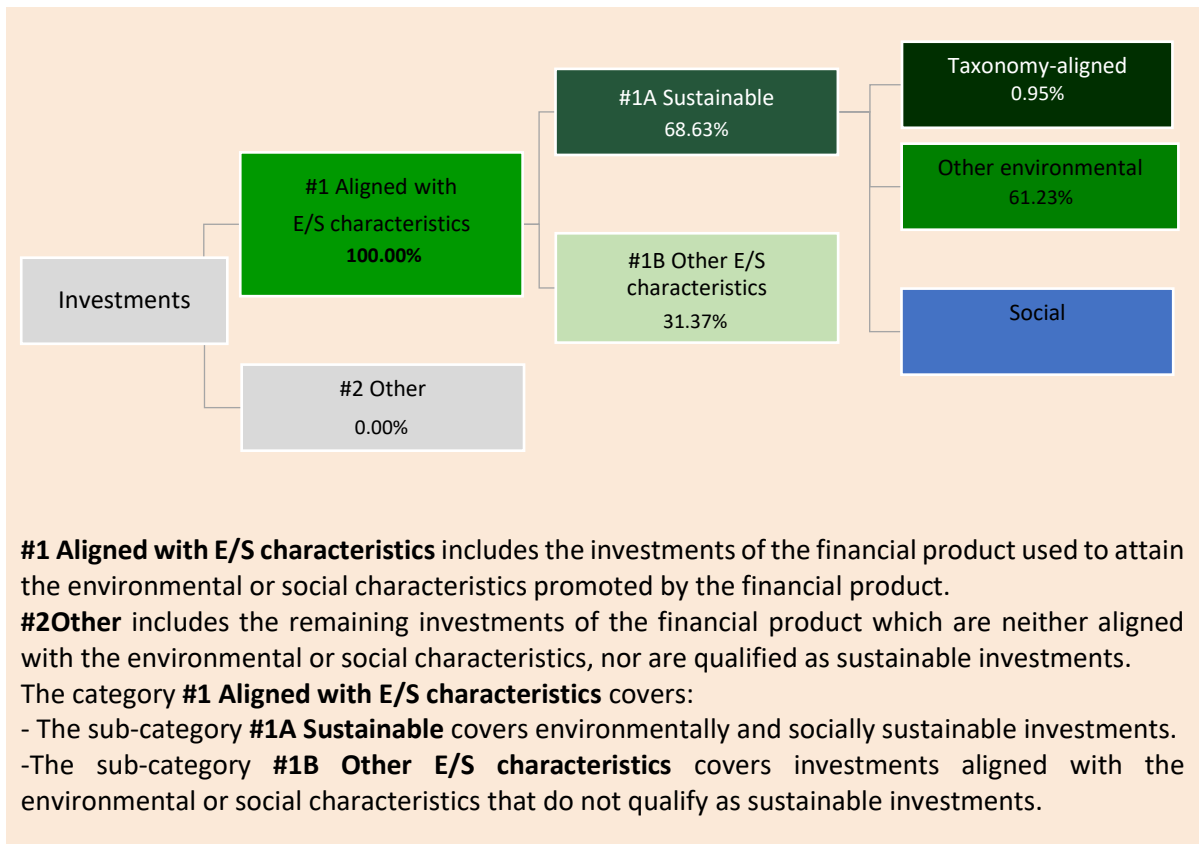 Taxonomy-aligned
0.95%
#1A Sustainable
68.63%
Other environmental
61.23%
#1 Aligned with
E/S characteristics
100.00%
#1B Other E/S
characteristics
31.37%
Investments
Social
#2 Other
0.00%
#1 Aligned with E/S characteristics includes the investments of the financial product used to attain
the environmental or social characteristics promoted by the financial product.
#2Other includes the remaining investments of the financial product which are neither aligned
with the environmental or social characteristics, nor are qualified as sustainable investments.
The category #1 Aligned with E/S characteristics covers:
- The sub-category #1A Sustainable covers environmentally and socially sustainable investments.
-The sub-category #1B Other E/S characteristics covers investments aligned with the
environmental or social characteristics that do not qualify as sustainable investments.